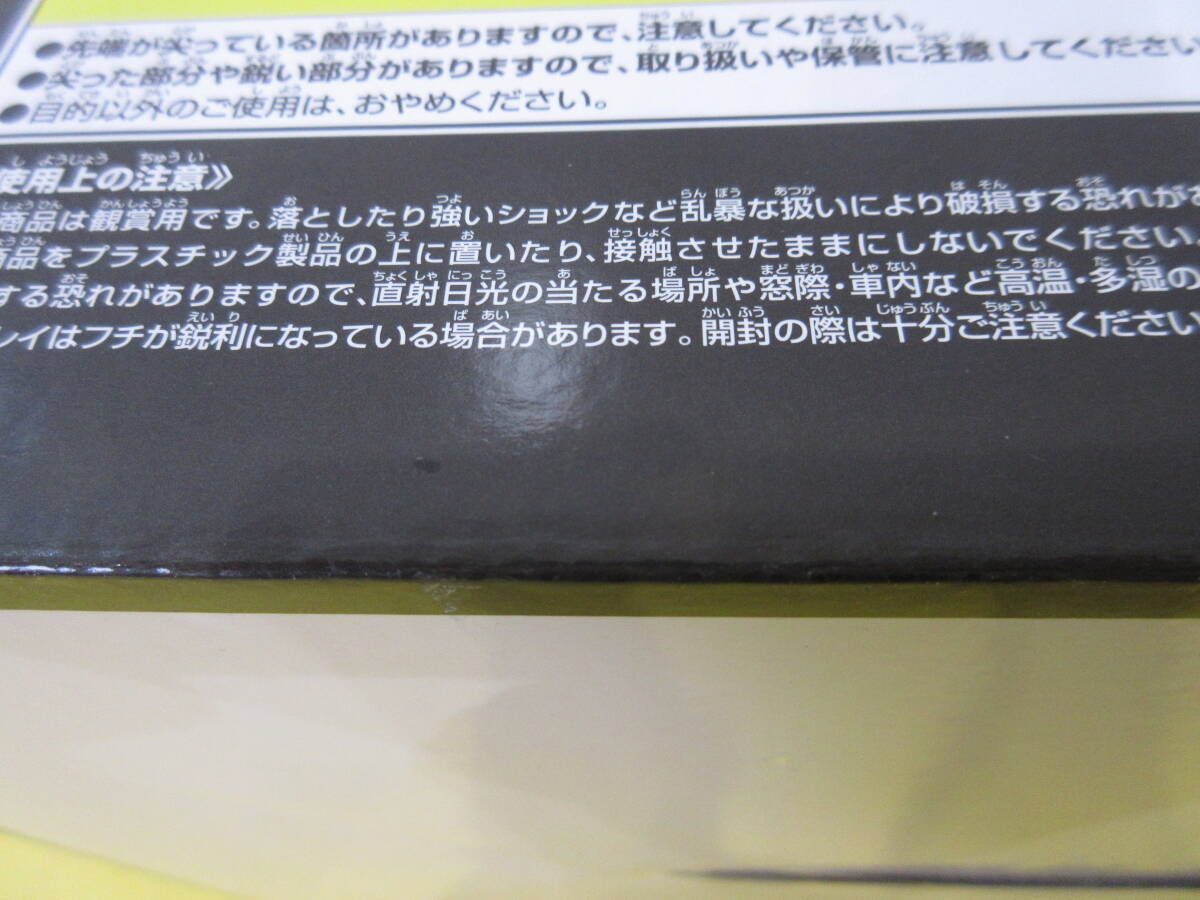 ●先端が尖っている箇所がありますので、注意してください。
●尖った部分や鋭い部分がありますので、取り扱いや保管に注意してくださ
●目的以外のご使用は、おやめください。
使用上の注意》
商品は観賞用です。落としたり強いショックなど乱暴な扱いにより破損する恐れが
商品をプラスチック製品の上に置いたり、接触させたままにしないでください。
する恐れがありますので、直射日光の当たる場所や窓際・車内など高温・多湿の
レイはフチが鋭利になっている場合があります。開封の際は十分ご注意ください